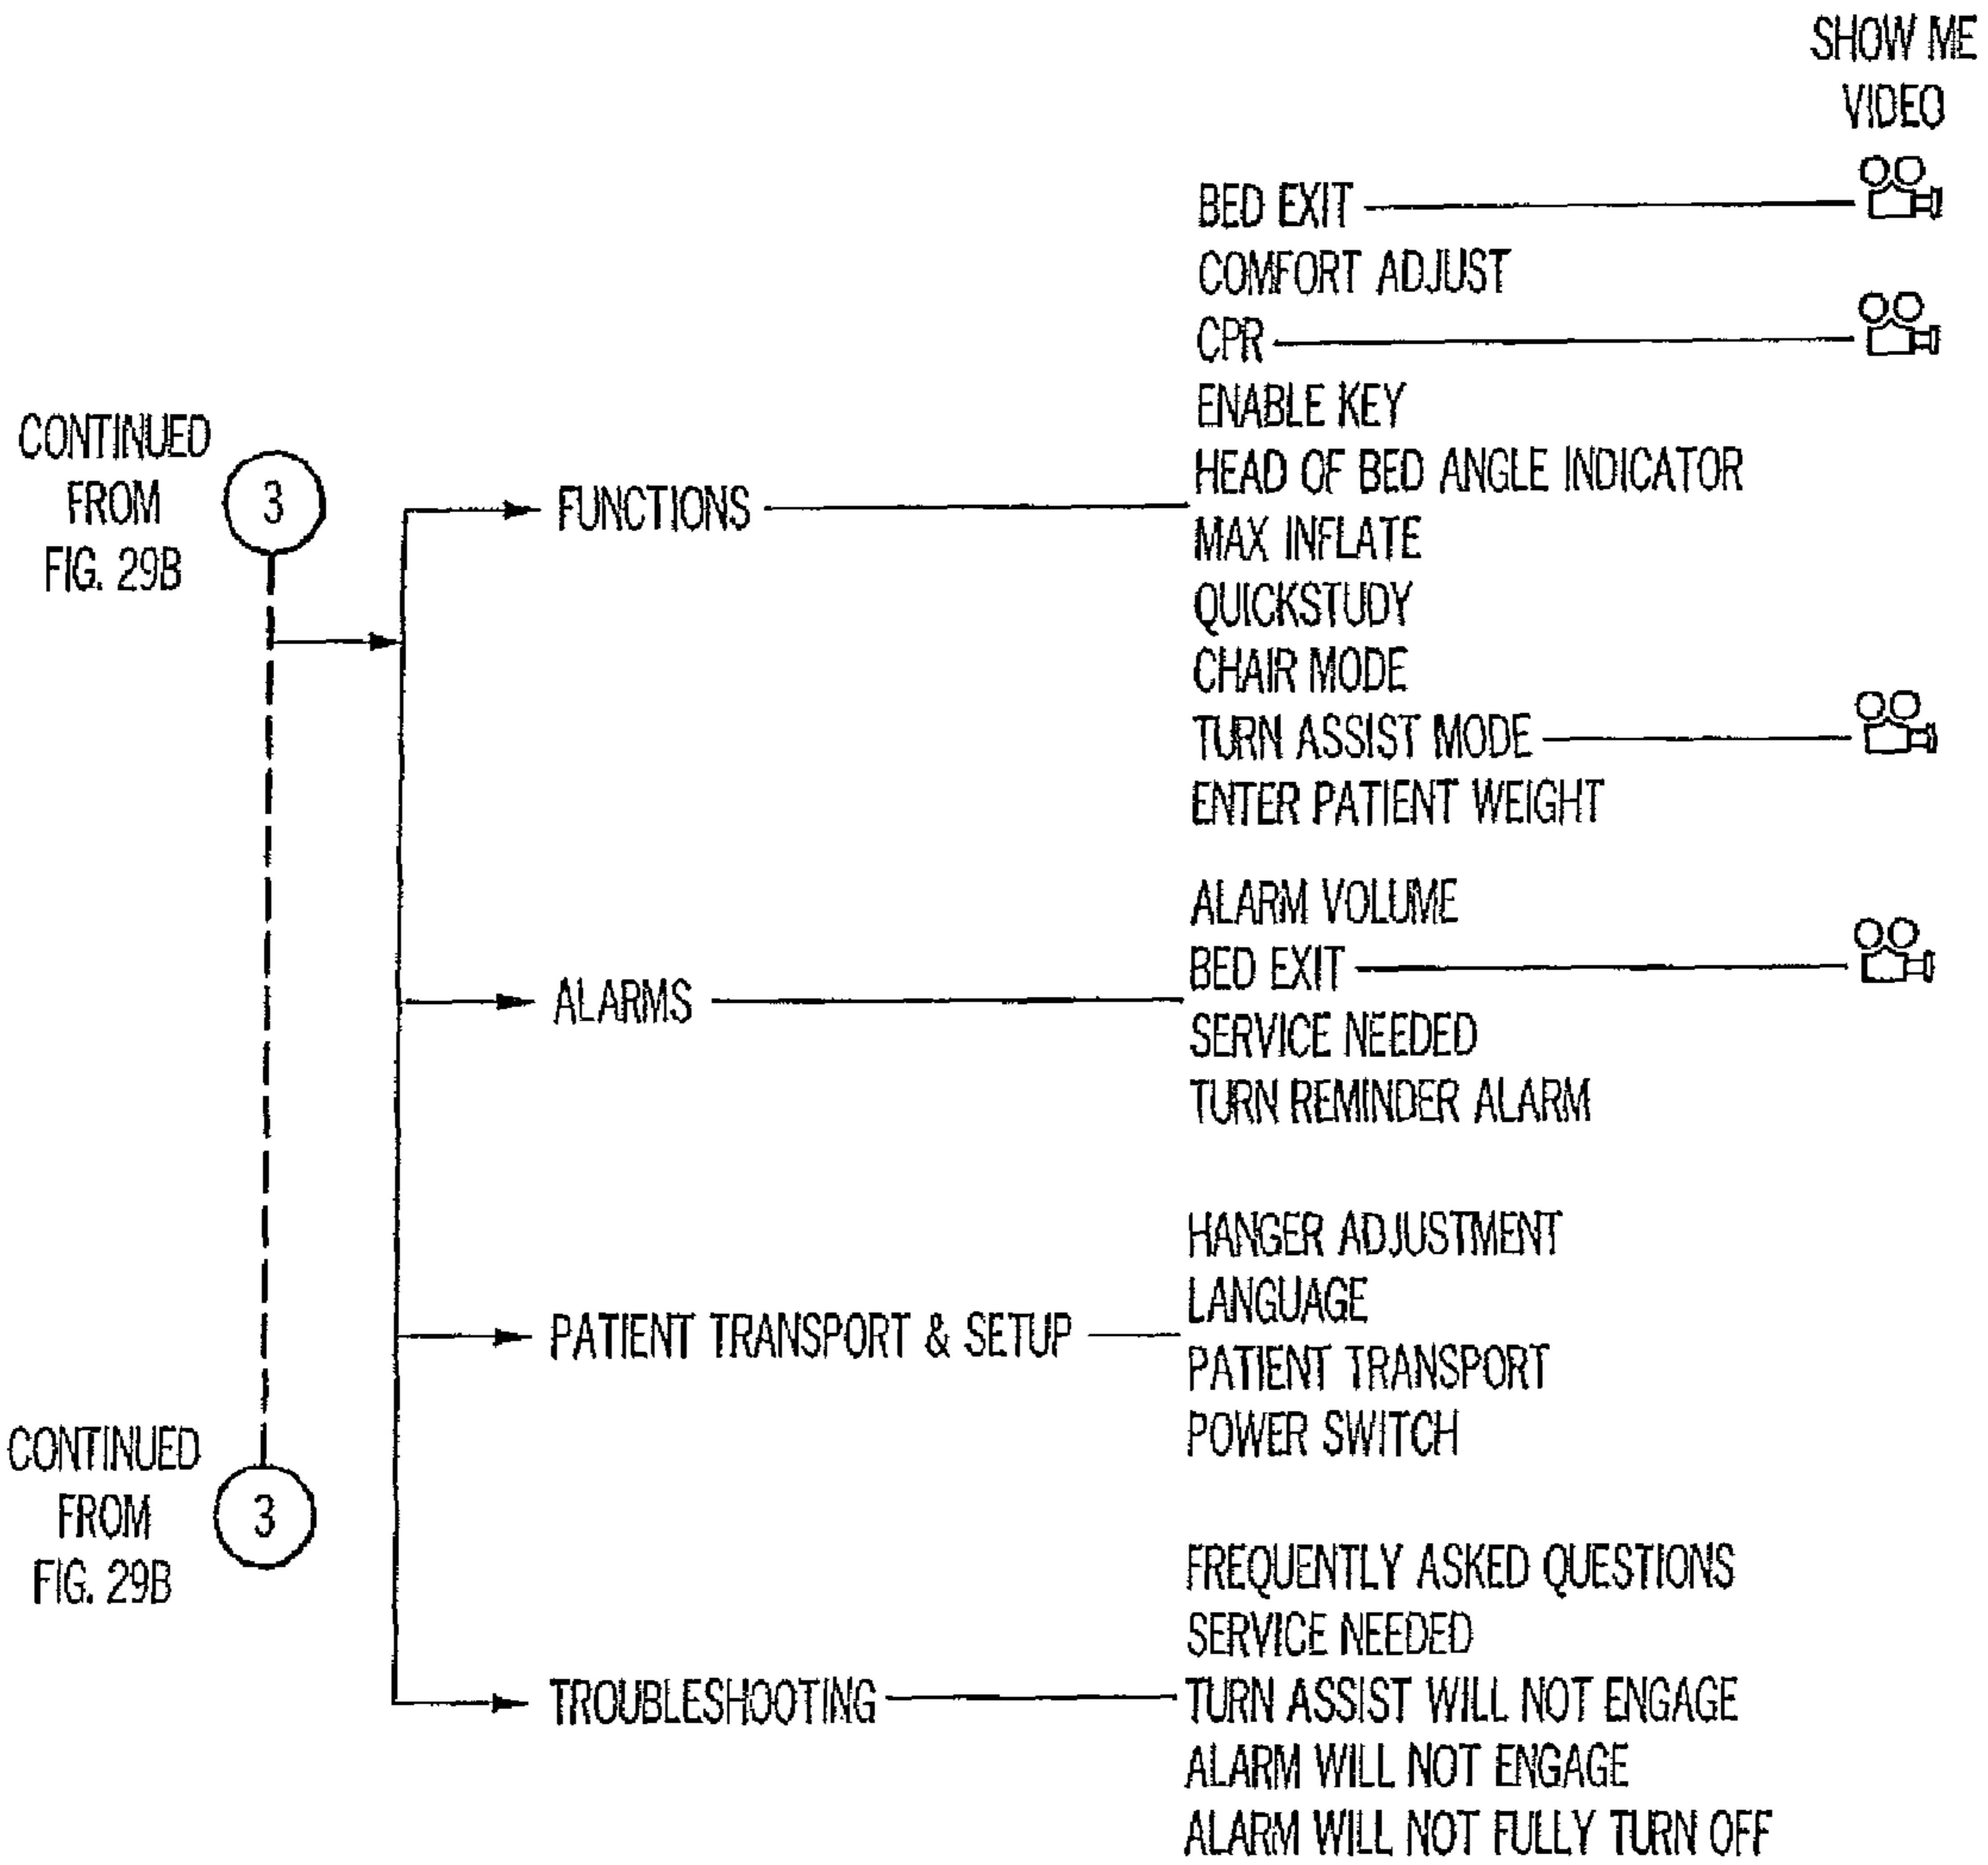 SHOW ME
VIDEO
BED EXIT
COMFORT ADJUST
CPR
ENABLE KEY
HEAD OF BED ANGLE INDICATOR
MAX INFLATE
QUICKSTUDY
CHAIR MODE
TURN ASSIST MODE
ENTER PATIENT WEIGHT
CONTINUED
FROM
FIG. 29B
3
FUNCTIONS
ALARM VOLUME
BED EXIT
SERVICE NEEDED
TURN REMINDER ALARM
ALARMS
HANGER ADJUSTMENT
LANGUAGE
PATIENT TRANSPORT
POWER SWITCH
PATIENT TRANSPORT & SETUP
CONTINUED
FROM
FIG. 29B
3
FREQUENTLY ASKED QUESTIONS
SERVICE NEEDED
TURN ASSIST WILL NOT ENGAGE
ALARM WILL NOT ENGAGE
ALARM WILL NOT FULLY TURN OFF
TROUBLESHOOTING